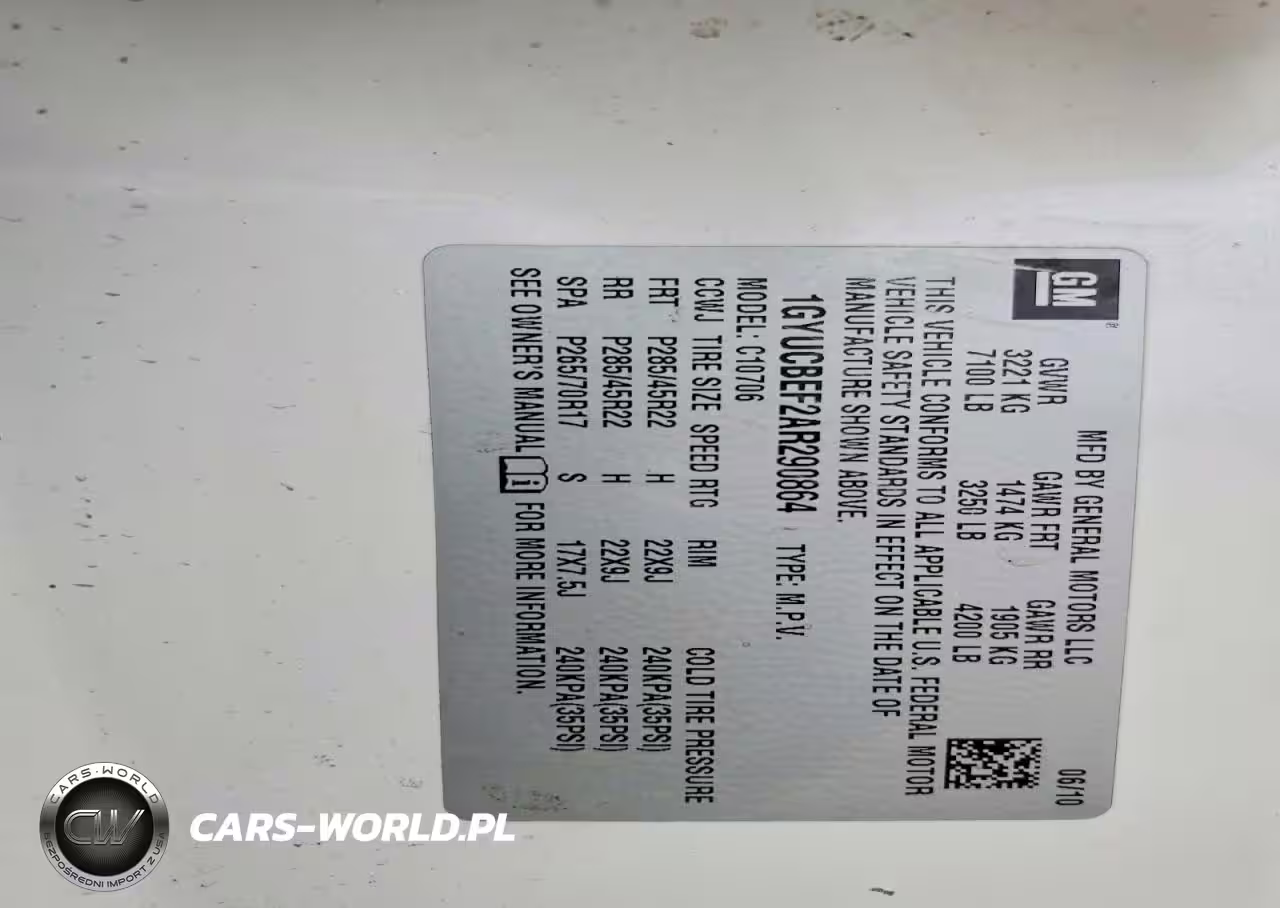 GM
MFD BY GENERAL MOTORS LLC 06/10
GVWR GAWR FRT GAWR RR
3221 KG 1474 KG 1905 KG
7100 LB 3250 LB 4200 LB
THIS VEHICLE CONFORMS TO ALL APPLICABLE U.S. FEDERAL MOTOR
VEHICLE SAFETY STANDARDS IN EFFECT ON THE DATE OF
MANUFACTURE SHOWN ABOVE.
1GYUCBEF2AR290864 TYPE: M.P.V.
MODEL: C10706
CCWJ TIRE SIZE SPEED RTG RIM COLD TIRE PRESSURE
FRT P285/45R22 H 22X9J 240KPA(35PSI)
RR P285/45R22 H 22X9J 240KPA(35PSI)
SPA P265/70R17 S 17X7.5J 240KPA(35PSI)
SEE OWNER'S MANUAL FOR MORE INFORMATION.
CARS-WORLD
CW
BEZPOŚREDNI IMPORT Z USA
CARS-WORLD.PL